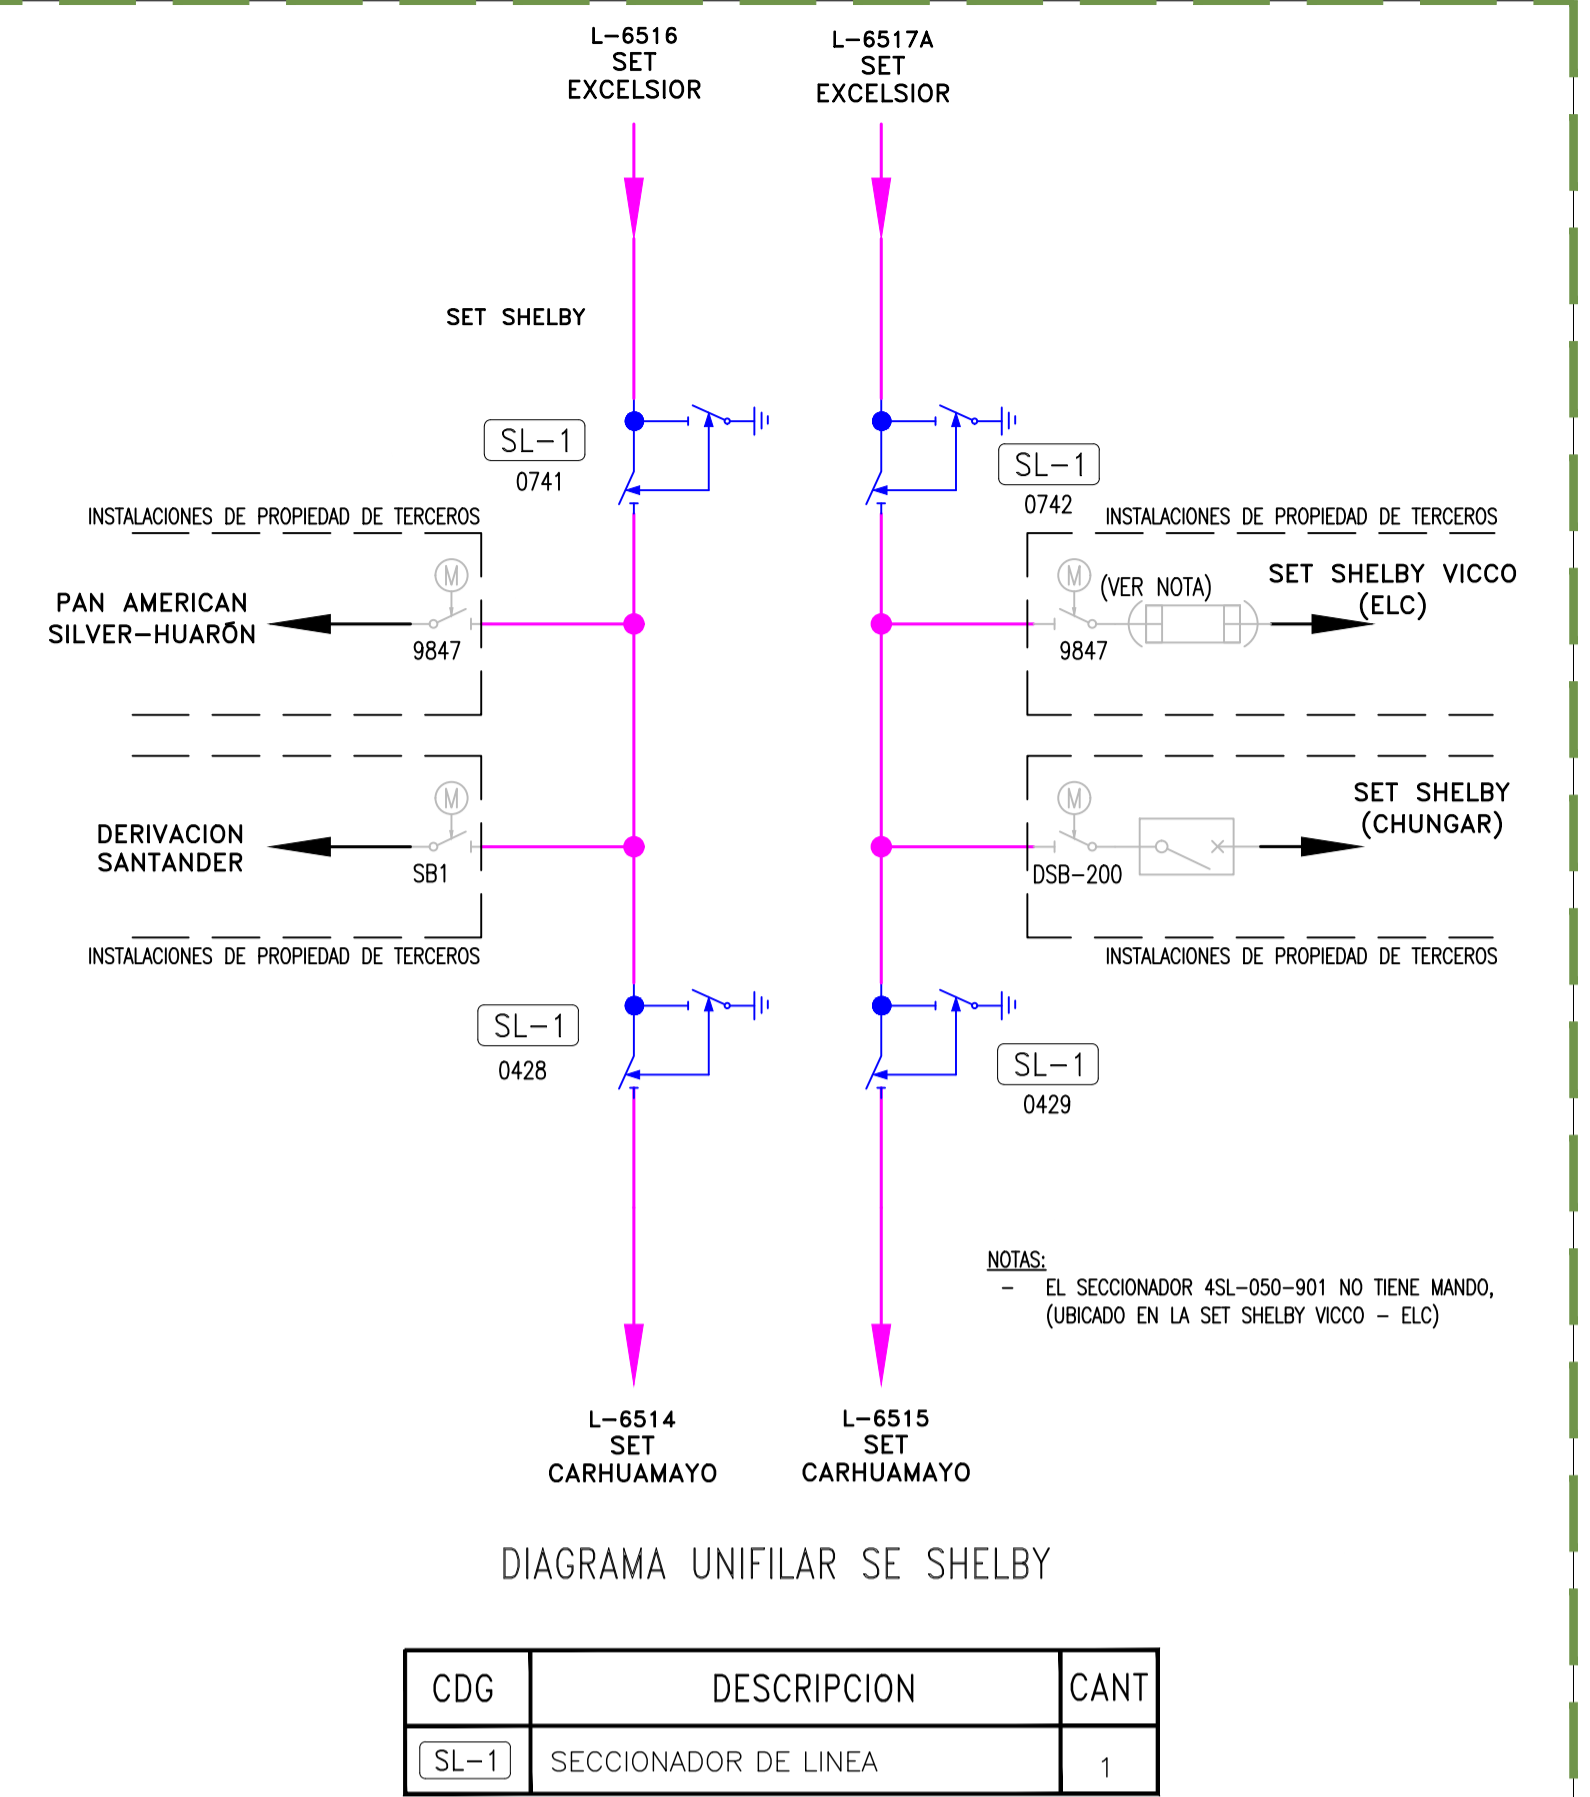 L-6516
SET
EXCELSIOR
L-6517A
SET
EXCELSIOR
SET SHELBY
SL-1
0741
SL-1
0742
INSTALACIONES DE PROPIEDAD DE TERCEROS
INSTALACIONES DE PROPIEDAD DE TERCEROS
PAN AMERICAN
SILVER-HUARÓN
M
9847
M
(VER NOTA)
9847
SET SHELBY VICCO
(ELC)
DERIVACION
SANTANDER
M
SB1
M
DSB-200
SET SHELBY
(CHUNGAR)
INSTALACIONES DE PROPIEDAD DE TERCEROS
INSTALACIONES DE PROPIEDAD DE TERCEROS
SL-1
0428
SL-1
0429
NOTAS:
- EL SECCIONADOR 4SL-050-901 NO TIENE MANDO,
(UBICADO EN LA SET SHELBY VICCO - ELC)
L-6514
SET
CARHUAMAYO
L-6515
SET
CARHUAMAYO
DIAGRAMA UNIFILAR SE SHELBY
CDG DESCRIPCION CANT
SL-1 SECCIONADOR DE LINEA 1